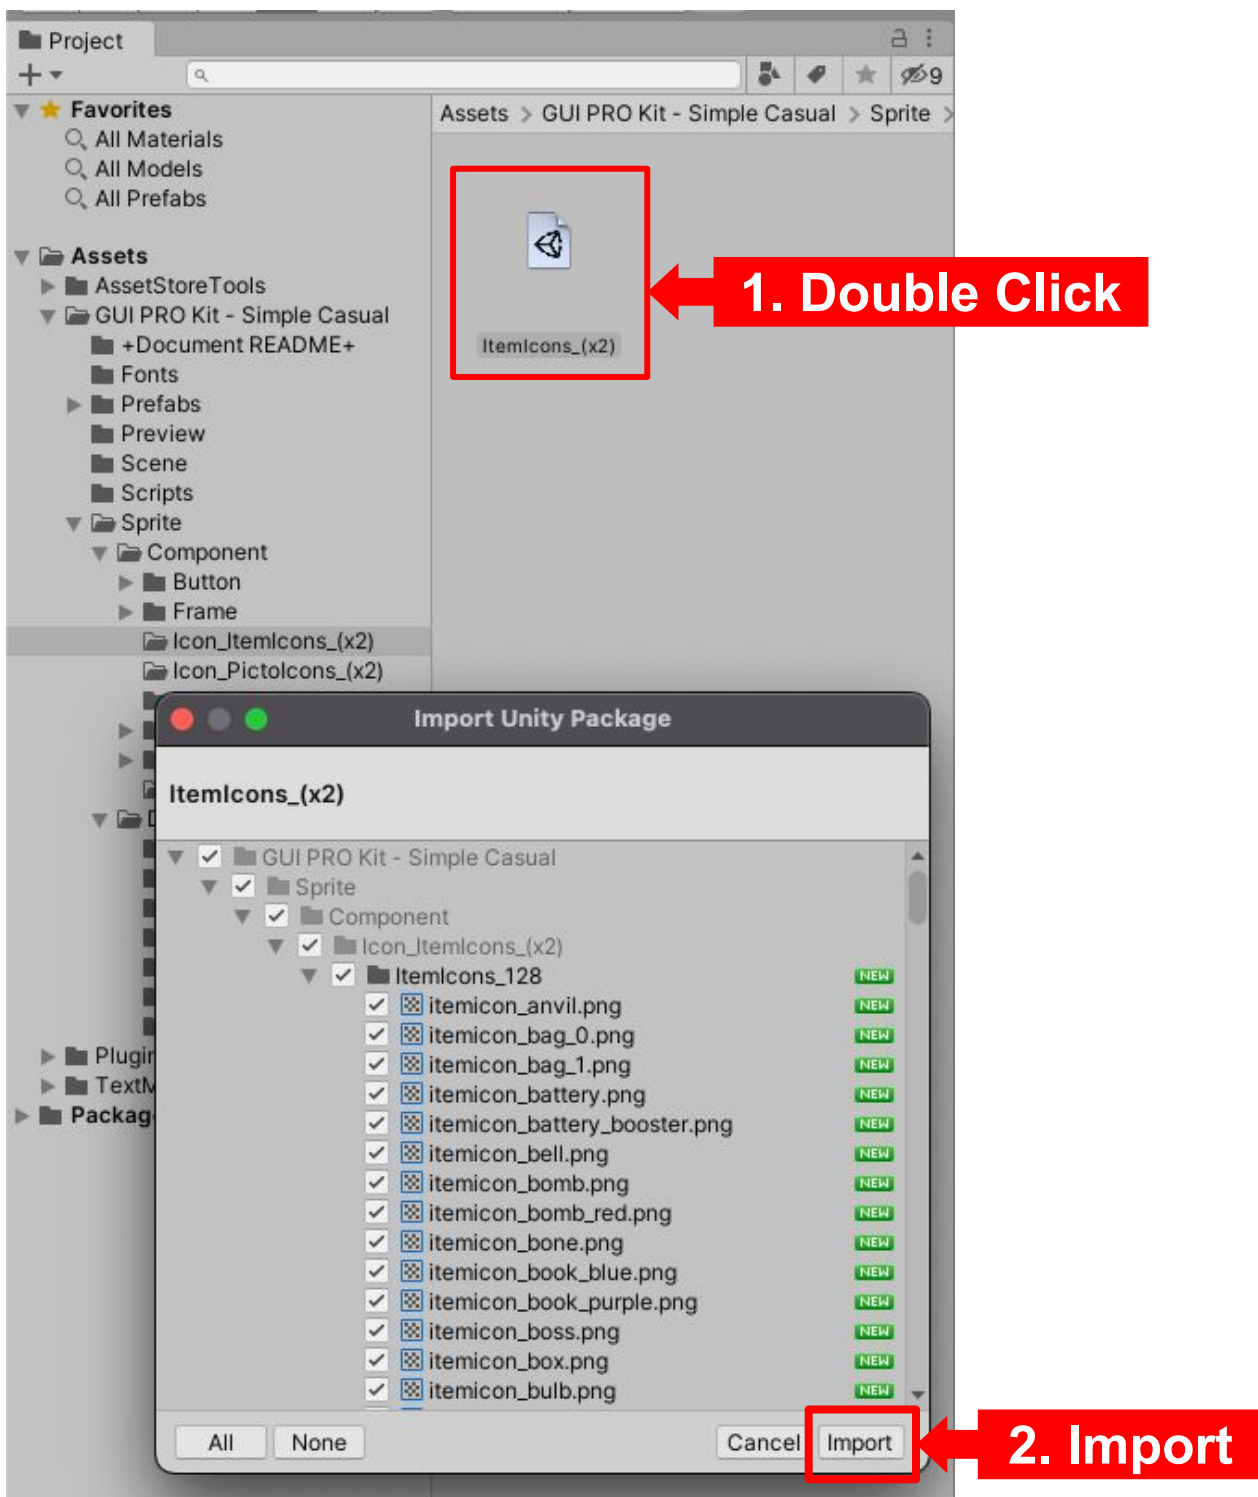 Project
9
Favorites
All Materials
All Models
All Prefabs
Assets
AssetStoreTools
GUI PRO Kit - Simple Casual
+Document README+
Fonts
Prefabs
Preview
Scene
Scripts
Sprite
Component
Button
Frame
Icon_ItemIcons_(x2)
Icon_PictoIcons_(x2)
Assets > GUI PRO Kit - Simple Casual > Sprite >
ItemIcons_(x2)
1. Double Click
Import Unity Package
ItemIcons_(x2)
GUI PRO Kit - Simple Casual
Sprite
Component
Icon_ItemIcons_(x2)
ItemIcons_128 NEW
itemicon_anvil.png NEW
itemicon_bag_0.png NEW
itemicon_bag_1.png NEW
itemicon_battery.png NEW
itemicon_battery_booster.png NEW
itemicon_bell.png NEW
itemicon_bomb.png NEW
itemicon_bomb_red.png NEW
itemicon_bone.png NEW
itemicon_book_blue.png NEW
itemicon_book_purple.png NEW
itemicon_boss.png NEW
itemicon_box.png NEW
itemicon_bulb.png NEW
Plugin
TextM
Packag
All None Cancel Import
2. Import